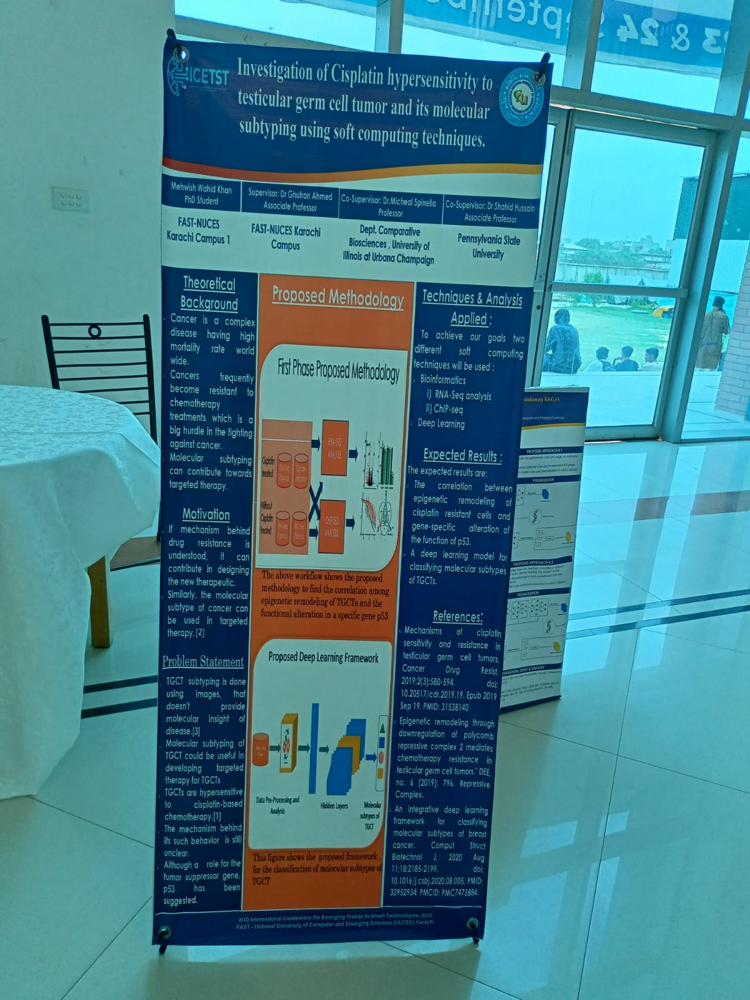 23 & 24 Septemb
ICETST
Investigation of Cisplatin hypersensitivity to
testicular germ cell tumor and its molecular
subtyping using soft computing techniques.
Mehwish Wahid Khan
PhD Student
FAST-NUCES
Karachi Campus 1
Supervisor: Dr Ghufran Ahmed
Associate Professor
FAST-NUCES Karachi
Campus
Co-Supervisor: Dr.Micheal Spinella
Professor
Dept. Comparative
Biosciences , University of
Illinois at Urbana Champaign
Co-Supervisor: Dr Shahid Hussain
Associate Professor
Pennsylvania State
University
Theoretical
Background
Cancer is a complex
disease having high
mortality rate world
wide.
Cancers frequently
become resistant to
chemotherapy
treatments which is a
big hurdle in the fighting
against cancer.
Molecular subtyping
can contribute towards
targeted therapy.
Motivation
If mechanism behind
drug resistance is
understood, it can
contribute in designing
the new therapeutic.
Similarly, the molecular
subtype of cancer can
be used in targeted
therapy.[2]
Problem Statement
TGCT subtyping is done
using images, that
doesn't provide
molecular insight of
disease.[3]
Molecular subtyping of
TGCT could be useful in
developing targeted
therapy for TGCTs
TGCTs are hypersensitive
to cisplatin-based
chemotherapy.[1]
The mechanism behind
its such behavior is still
unclear.
Although a role for the
tumor suppressor gene,
p53 has been
suggested.
Proposed Methodology
First Phase Proposed Methodology
Cisplatin
treated
RNA Seq
Parental
Cisplatin
resistance
RNA-SEQ
ANALYSIS
Without
Cisplatin
Treated
RNA Seq
Parental
RNA Seq
Parental
CHIP-SEQ
ANALYSIS
The above workflow shows the proposed
methodology to find the correlation among
epigenetic remodeling of TGCTs and the
functional alteration in a specific gene p53
Proposed Deep Learning Framework
RNA-SEQ
Data
Data Pre-Processing and
Analysis
Hidden Layers
Molecular
subtypes of
TGCT
This figure shows the proposed framework ,
for the classification of molecular subtypes of
TGCT
Techniques & Analysis
Applied :
To achieve our goals two
different soft computing
techniques will be used :
Bioinformatics
i) RNA-Seq analysis
ii) ChIP-seq
Deep Learning
Expected Results :
The expected results are:
The correlation between
epigenetic remodeling of
cisplatin resistant cells and
gene-specific alteration of
the function of p53.
A deep learning model for
classifying molecular subtypes
of TGCTs.
References:
1. Mechanisms of cisplatin
sensitivity and resistance in
testicular germ cell tumors.
Cancer Drug Resist.
2019;2(3):580-594. doi:
10.20517/cdr.2019.19. Epub 2019
Sep 19. PMID: 31538140
2. Epigenetic remodeling through
downregulation of polycomb
repressive complex 2 mediates
chemotherapy resistance in
testicular germ cell tumors." DEE,
no. 6 (2019): 796. Repressive
Complex.
3. An integrative deep learning
framework for classifying
molecular subtypes of breast
cancer. Comput Struct
Biotechnol J. 2020 Aug
11;18:2185-2199. doi:
10.1016/j.csbj.2020.08.005. PMID:
32952934; PMCID: PMC7473884.
2ND International Conference On Emerging Trends In Smart Technologies, 2022
FAST - National University of Computer and Emerging Sciences (NUCES) Karachi
olutionary KD-GAN
omputer and Emerging Sciences)
PROPOSED APPROACH # 1
VISUALIZATION
PROPOSED APPROACH # 2
VISUALIZATION
RIMENTAL SETUP & DATASET